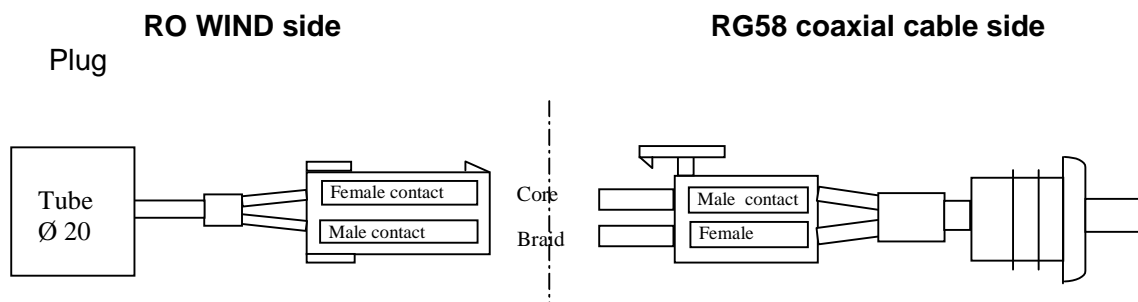 RO WIND side
RG58 coaxial cable side
Plug
Tube
Ø 20
Female contact
Male contact
Core
Braid
Male contact
Female